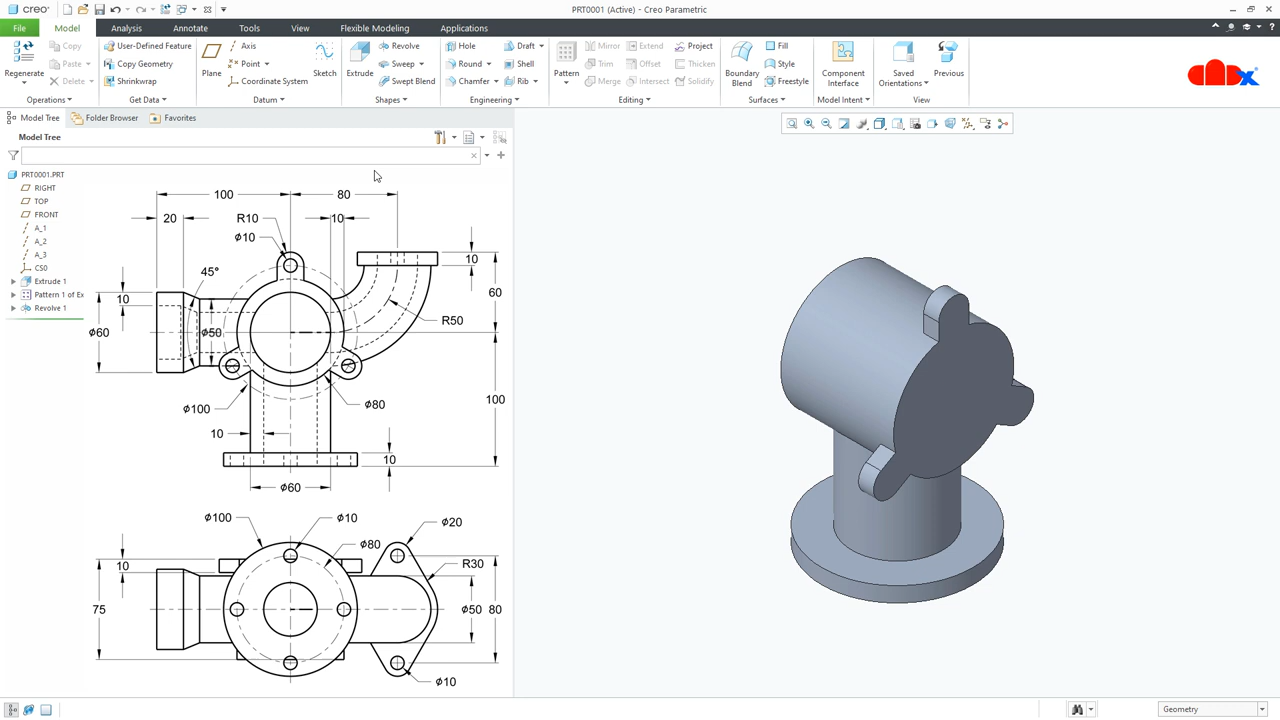 creo
PRT0001 (Active) - Creo Parametric
File Model Analysis Annotate Tools View Flexible Modeling Applications
Copy User-Defined Feature Axis Revolve Hole Draft Mirror Extend Project Fill
Paste Copy Geometry Point Sweep Round Shell Trim Offset Thicken Style
Delete Shrinkwrap Coordinate System Swept Blend Chamfer Rib Merge Intersect Solidify Freestyle
Regenerate Plane Sketch Extrude Pattern Boundary Blend Component Interface Saved Orientations Previous
Operations Get Data Datum Shapes Engineering Editing Surfaces Model Intent View
Model Tree Folder Browser Favorites
Model Tree
PRT0001.PRT
RIGHT
TOP
FRONT
A_1
A_2
A_3
CS0
Extrude 1
Pattern 1 of Ex
Revolve 1
100 80
20 R10 10
ϕ10
45° 10
10 60
ϕ60 ϕ50 R50
ϕ100 ϕ80 100
10 10
ϕ60
ϕ100 ϕ10 ϕ20
ϕ80
10 R30
75 ϕ50 80
ϕ10
Geometry